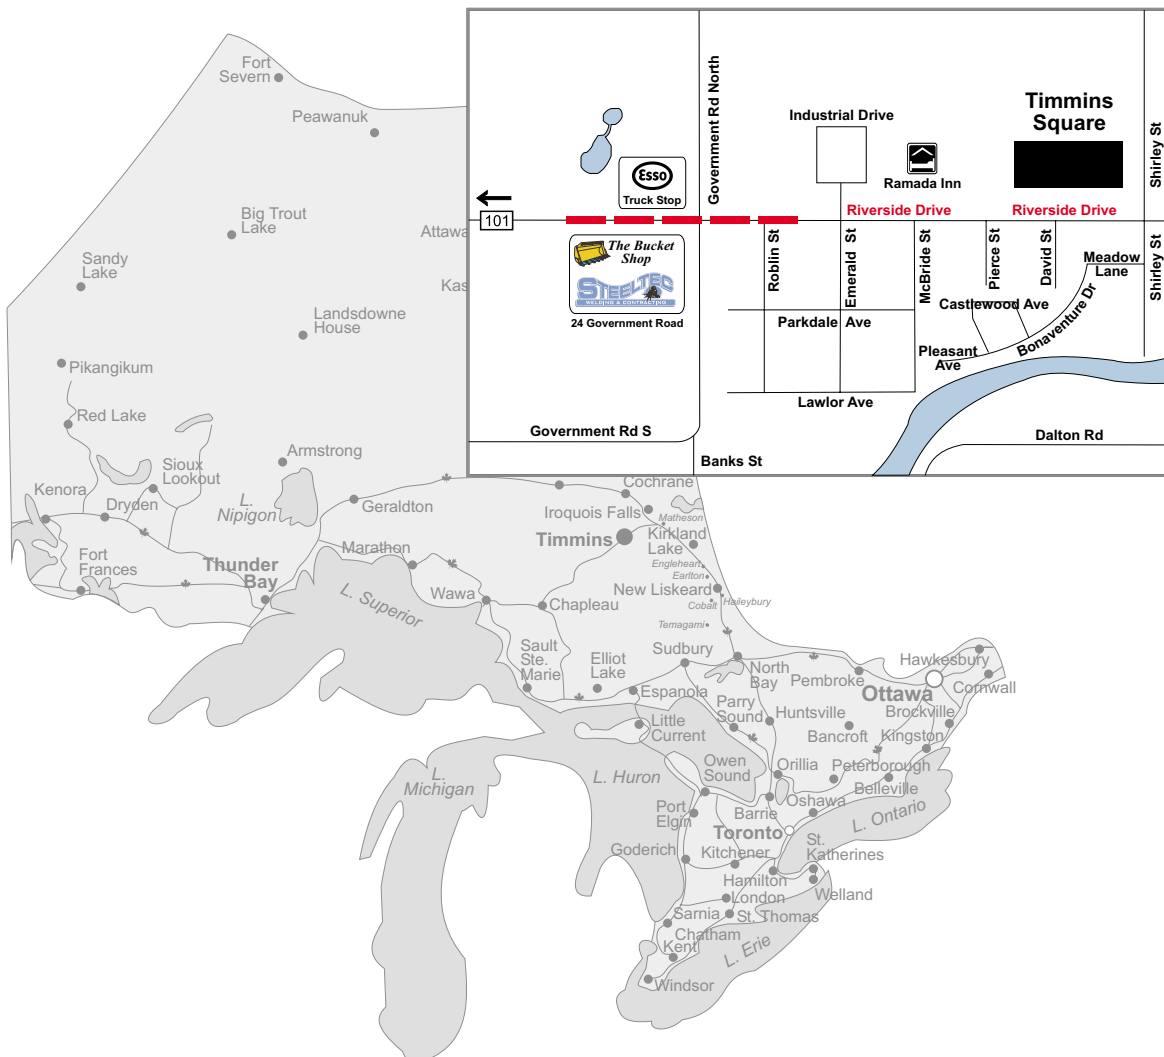 Fort
Severn
Peawanuk
Big Trout
Lake
Attawa
Sandy
Lake
Kas
Landsdowne
House
Pikangikum
Red Lake
Armstrong
Sioux
Lookout
Kenora
Dryden
L.
Nipigon
Geraldton
Cochrane
Iroquois Falls
Matheson
Timmins
Kirkland
Lake
Marathon
Fort
Frances
Thunder
Bay
Englehear
Earlton
New Liskeard
Cobalt
Haileybury
Temagami
L. Superior
Wawa
Chapleau
Sault
Ste.
Marie
Elliot
Lake
Sudbury
North
Bay
Pembroke
Hawkesbury
Ottawa
Cornwall
Espanola
Parry
Sound
Huntsville
Brockville
Little
Current
Bancroft
Kingston
L.
Michigan
L. Huron
Owen
Sound
Orillia
Peterborough
Belleville
Port
Elgin
Barrie
Oshawa
L. Ontario
Toronto
Goderich
Kitchener
St.
Katherines
Hamilton
London
Welland
Sarnia
St. Thomas
Chatham
Kent
L. Erie
Windsor
Government Rd North
Industrial Drive
Timmins
Square
Shirley St
Esso
Truck Stop
Ramada Inn
101
Riverside Drive
Riverside Drive
The Bucket
Shop
STEELTEC
WELDING & CONTRACTING
24 Government Road
Roblin St
Emerald St
McBride St
Pierce St
David St
Meadow
Lane
Shirley St
Castlewood Ave
Bonaventure Dr
Parkdale Ave
Pleasant
Ave
Lawlor Ave
Government Rd S
Banks St
Dalton Rd